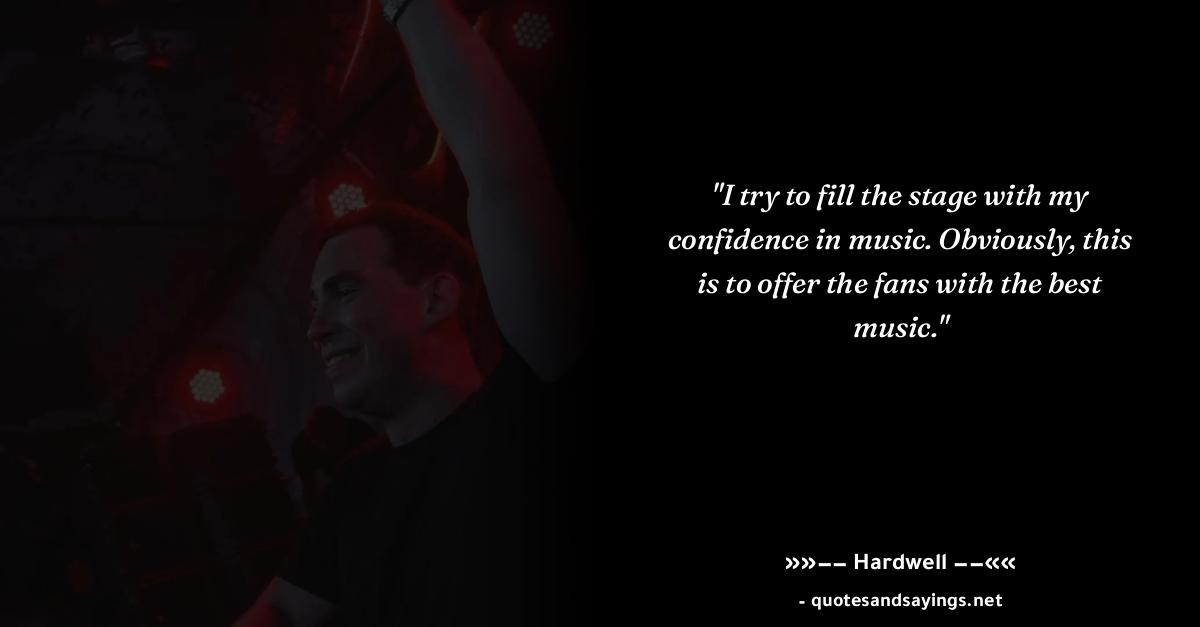 "I try to fill the stage with my
confidence in music. Obviously, this
is to offer the fans with the best
music."
»»−− Hardwell −−««
- quotesandsayings.net